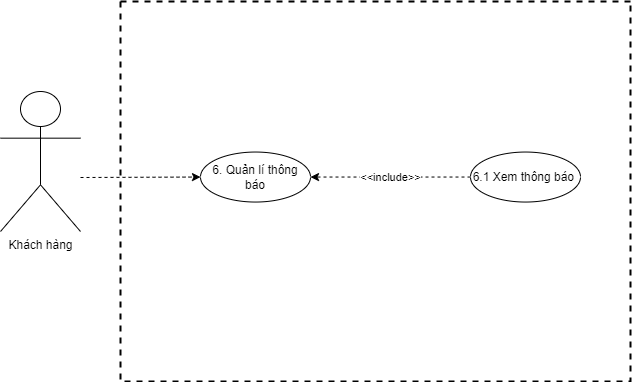 6. Quản lí thông
báo
<<include>>
6.1 Xem thông báo
Khách hàng